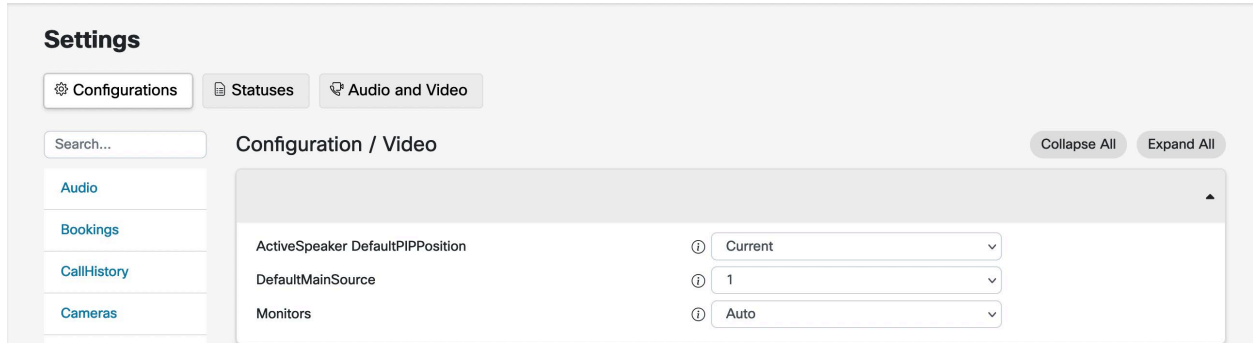 Settings
Configurations Statuses Audio and Video
Search... Configuration / Video Collapse All Expand All
Audio
Bookings
CallHistory
Cameras
ActiveSpeaker DefaultPIPPosition Current
DefaultMainSource 1
Monitors Auto